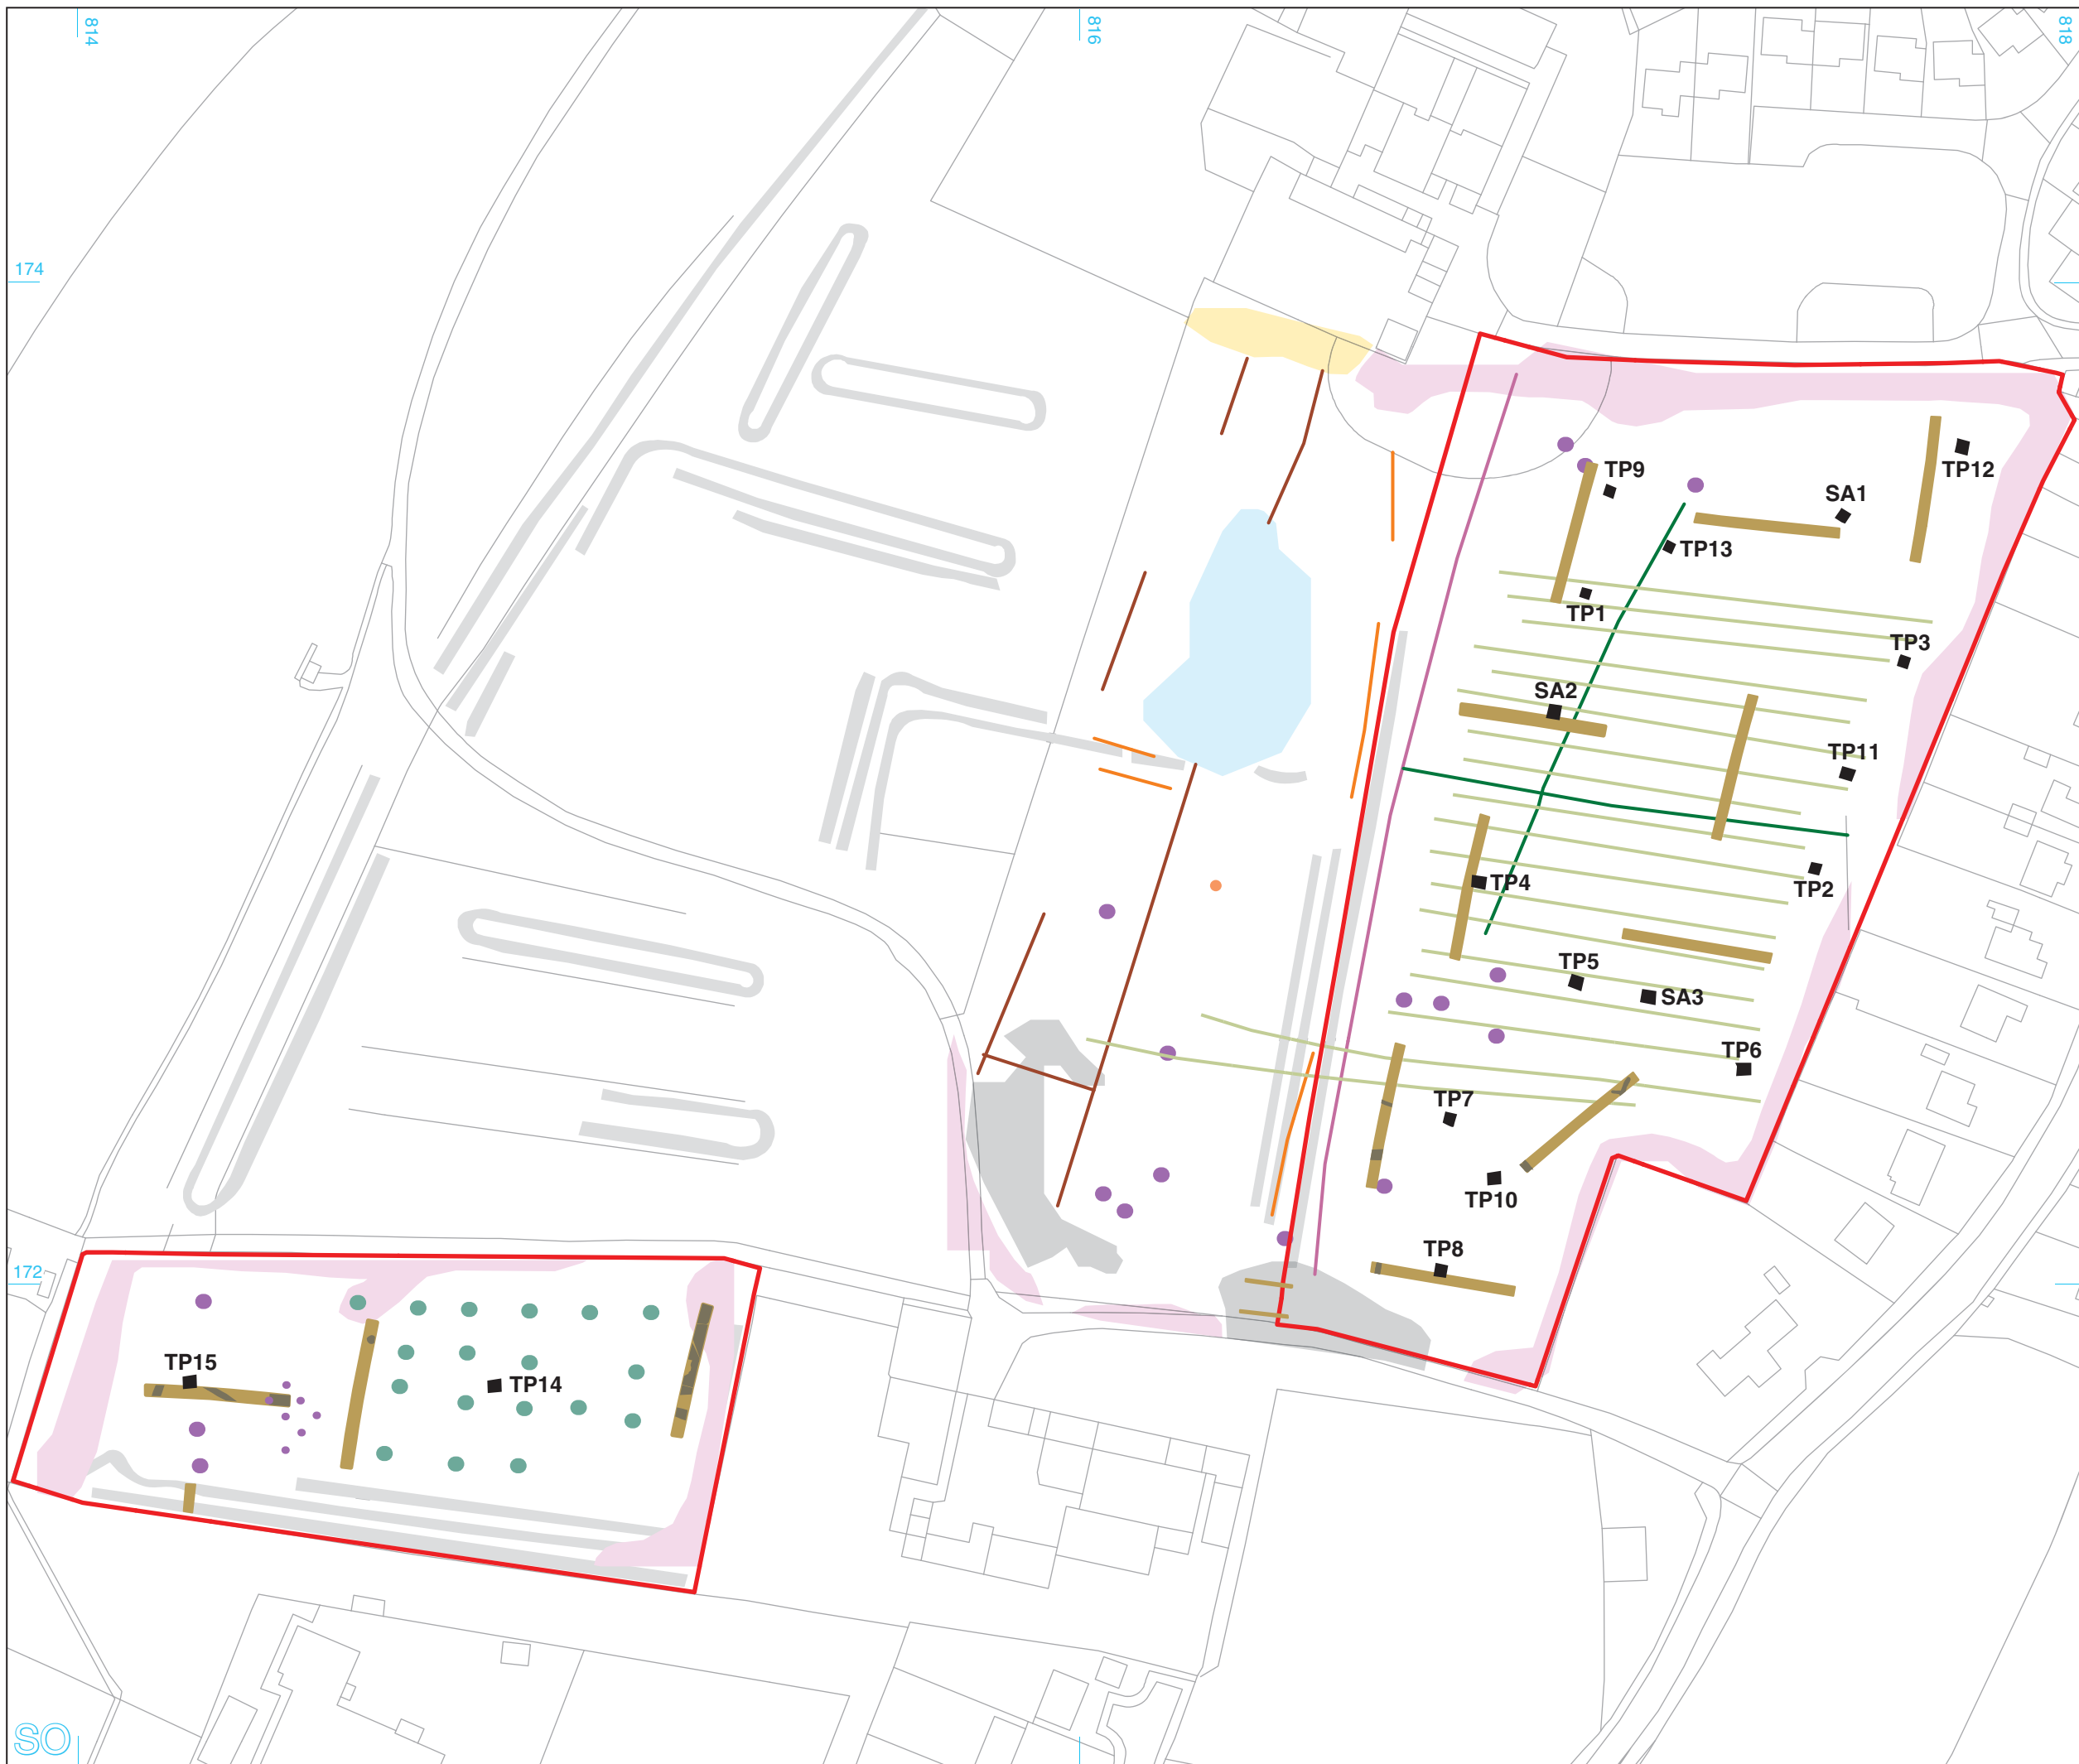 814
816
818
174
TP9
TP12
SA1
TP13
TP1
TP3
SA2
TP11
TP4
TP2
TP5
SA3
TP6
TP7
TP10
TP8
172
TP15
TP14
SO